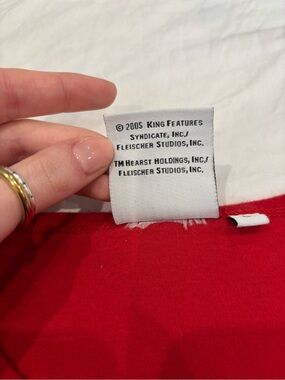 © 2005 KING FEATURES
SYNDICATE, INC./
FLEISCHER STUDIOS, INC.
TM HEARST HOLDINGS, INC./
FLEISCHER STUDIOS, INC.